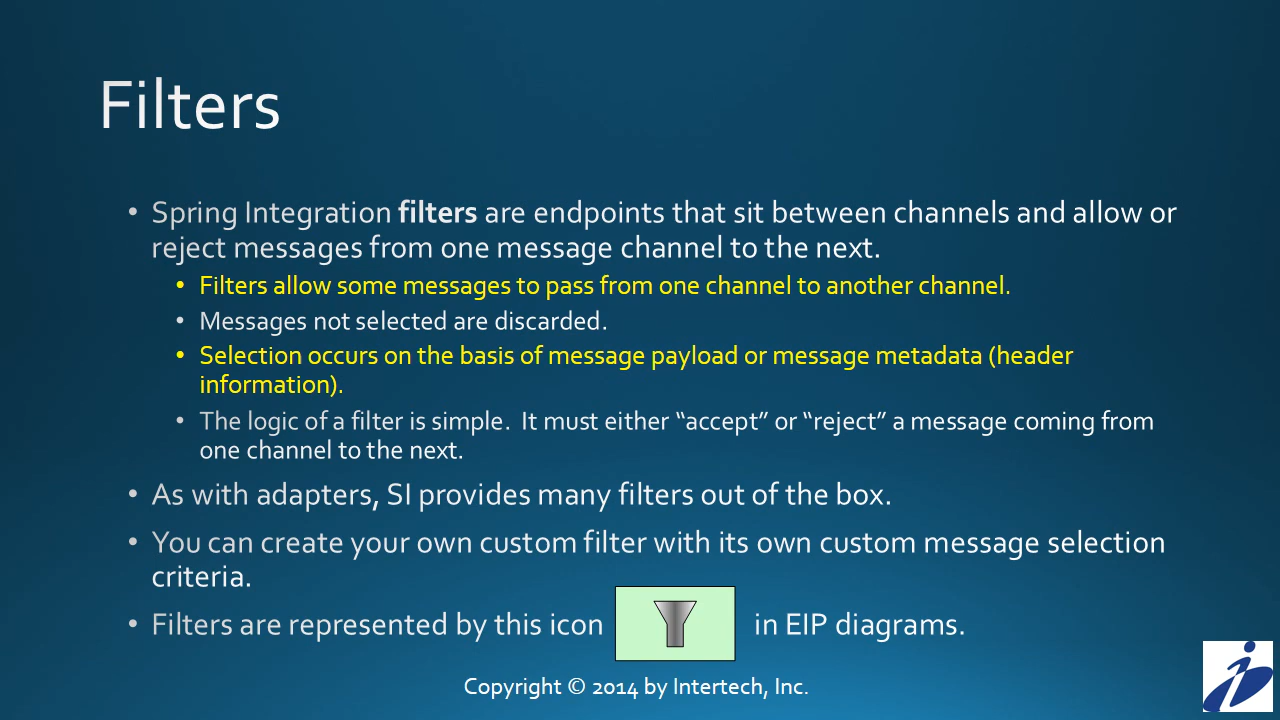 Filters
• Spring Integration filters are endpoints that sit between channels and allow or
reject messages from one message channel to the next.
• Filters allow some messages to pass from one channel to another channel.
• Messages not selected are discarded.
• Selection occurs on the basis of message payload or message metadata (header
information).
• The logic of a filter is simple.  It must either “accept” or “reject” a message coming from
one channel to the next.
• As with adapters, SI provides many filters out of the box.
• You can create your own custom filter with its own custom message selection
criteria.
• Filters are represented by this icon in EIP diagrams.
Copyright © 2014 by Intertech, Inc.